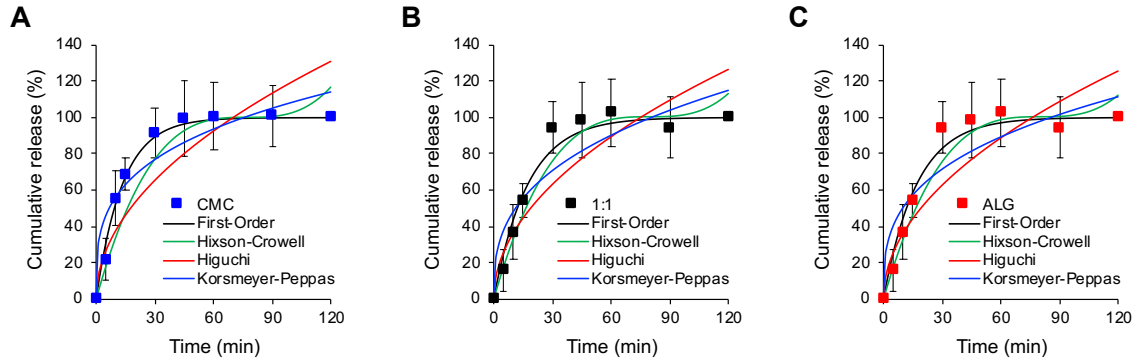 A
Cumulative release (%)
140
120
100
80
60
40
20
0
CMC
First-Order
Hixson-Crowell
Higuchi
Korsmeyer-Peppas
0 30 60 90 120
Time (min)
B
Cumulative release (%)
140
120
100
80
60
40
20
0
1:1
First-Order
Hixson-Crowell
Higuchi
Korsmeyer-Peppas
0 30 60 90 120
Time (min)
C
Cumulative release (%)
140
120
100
80
60
40
20
0
ALG
First-Order
Hixson-Crowell
Higuchi
Korsmeyer-Peppas
0 30 60 90 120
Time (min)